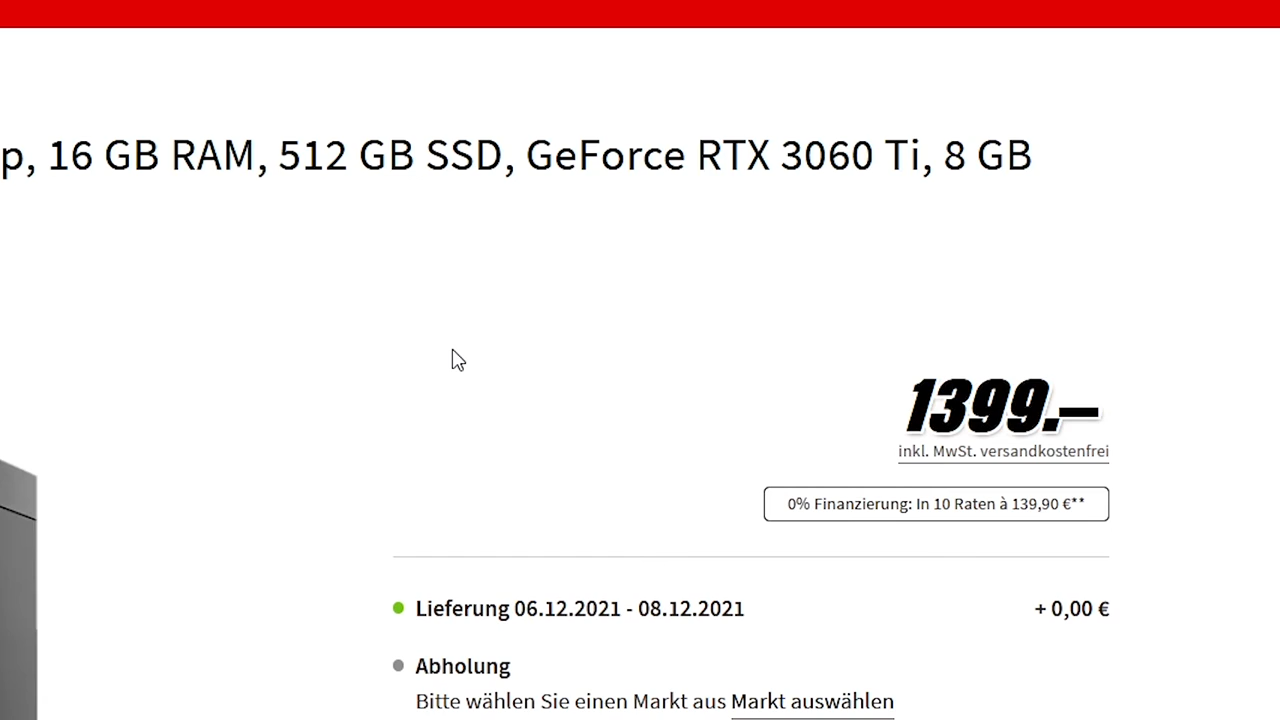 p, 16 GB RAM, 512 GB SSD, GeForce RTX 3060 Ti, 8 GB
1399.–
inkl. MwSt. versandkostenfrei
0% Finanzierung: In 10 Raten à 139,90 €**
Lieferung 06.12.2021 - 08.12.2021 + 0,00 €
Abholung
Bitte wählen Sie einen Markt aus Markt auswählen